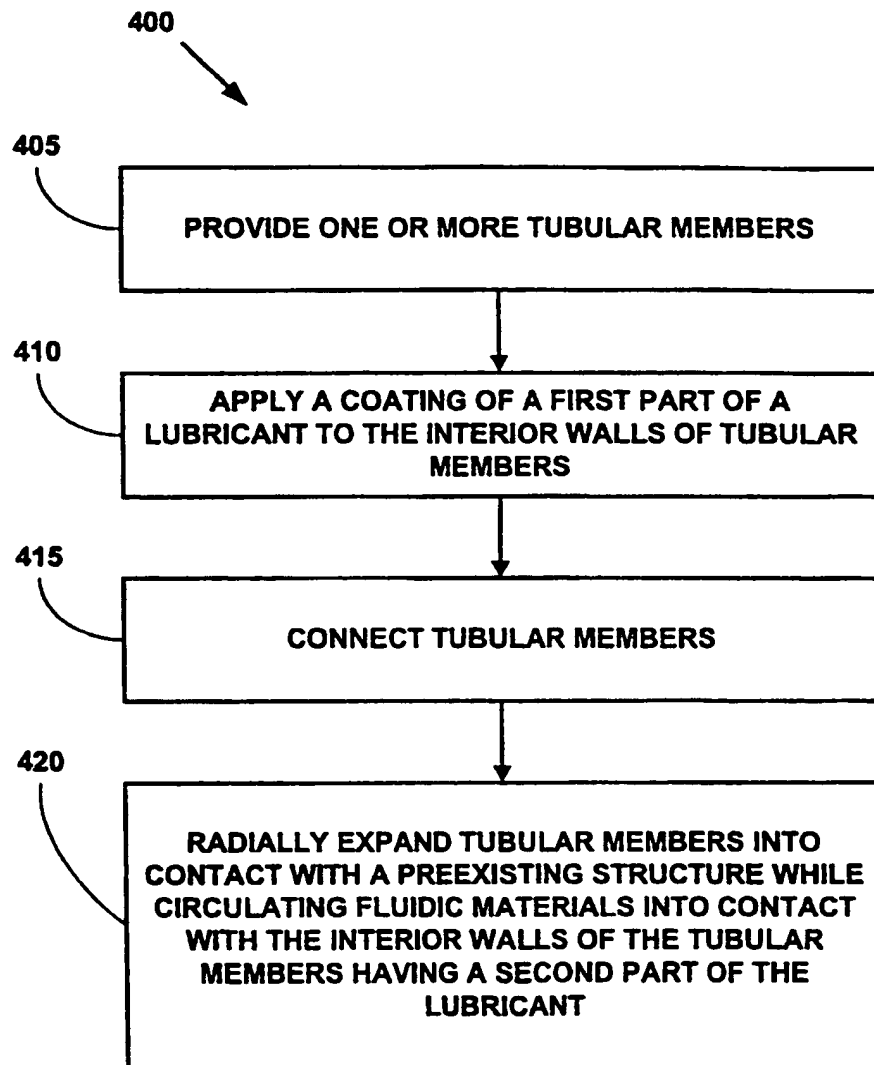 400
405
PROVIDE ONE OR MORE TUBULAR MEMBERS
410
APPLY A COATING OF A FIRST PART OF A
LUBRICANT TO THE INTERIOR WALLS OF TUBULAR
MEMBERS
415
CONNECT TUBULAR MEMBERS
420
RADIALLY EXPAND TUBULAR MEMBERS INTO
CONTACT WITH A PREEXISTING STRUCTURE WHILE
CIRCULATING FLUIDIC MATERIALS INTO CONTACT
WITH THE INTERIOR WALLS OF THE TUBULAR
MEMBERS HAVING A SECOND PART OF THE
LUBRICANT